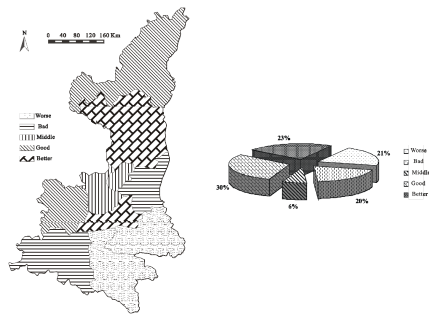 N
0 40 80 120 160 Km
Worse
Bad
Middle
Good
Better
23%
21%
30%
20%
6%
Worse
Bad
Middle
Good
Better